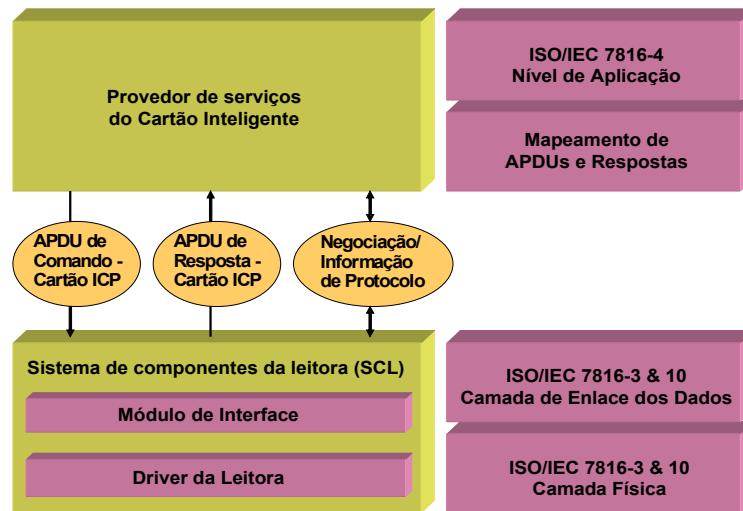 Provedor de serviços
do Cartão Inteligente
ISO/IEC 7816-4
Nível de Aplicação
Mapeamento de
APDUs e Respostas
APDU de
Comando -
Cartão ICP
APDU de
Resposta -
Cartão ICP
Negociação/
Informação
de Protocolo
Sistema de componentes da leitora (SCL)
Módulo de Interface
Driver da Leitora
ISO/IEC 7816-3 & 10
Camada de Enlace dos Dados
ISO/IEC 7816-3 & 10
Camada Física